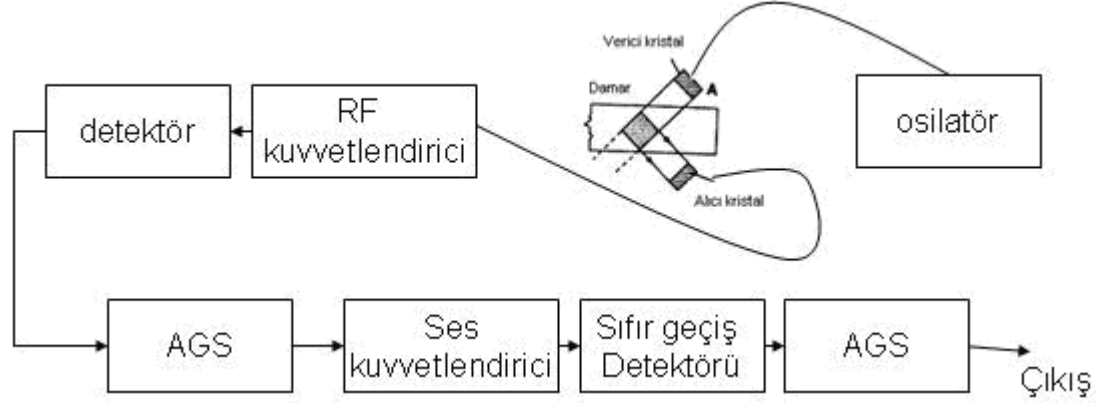 Verici kristal
Damar
A
osilatör
detektör
RF
kuvvetlendirici
Alıcı kristal
AGS
Ses
kuvvetlendirici
Sıfır geçiş
Detektörü
AGS
Çıkış